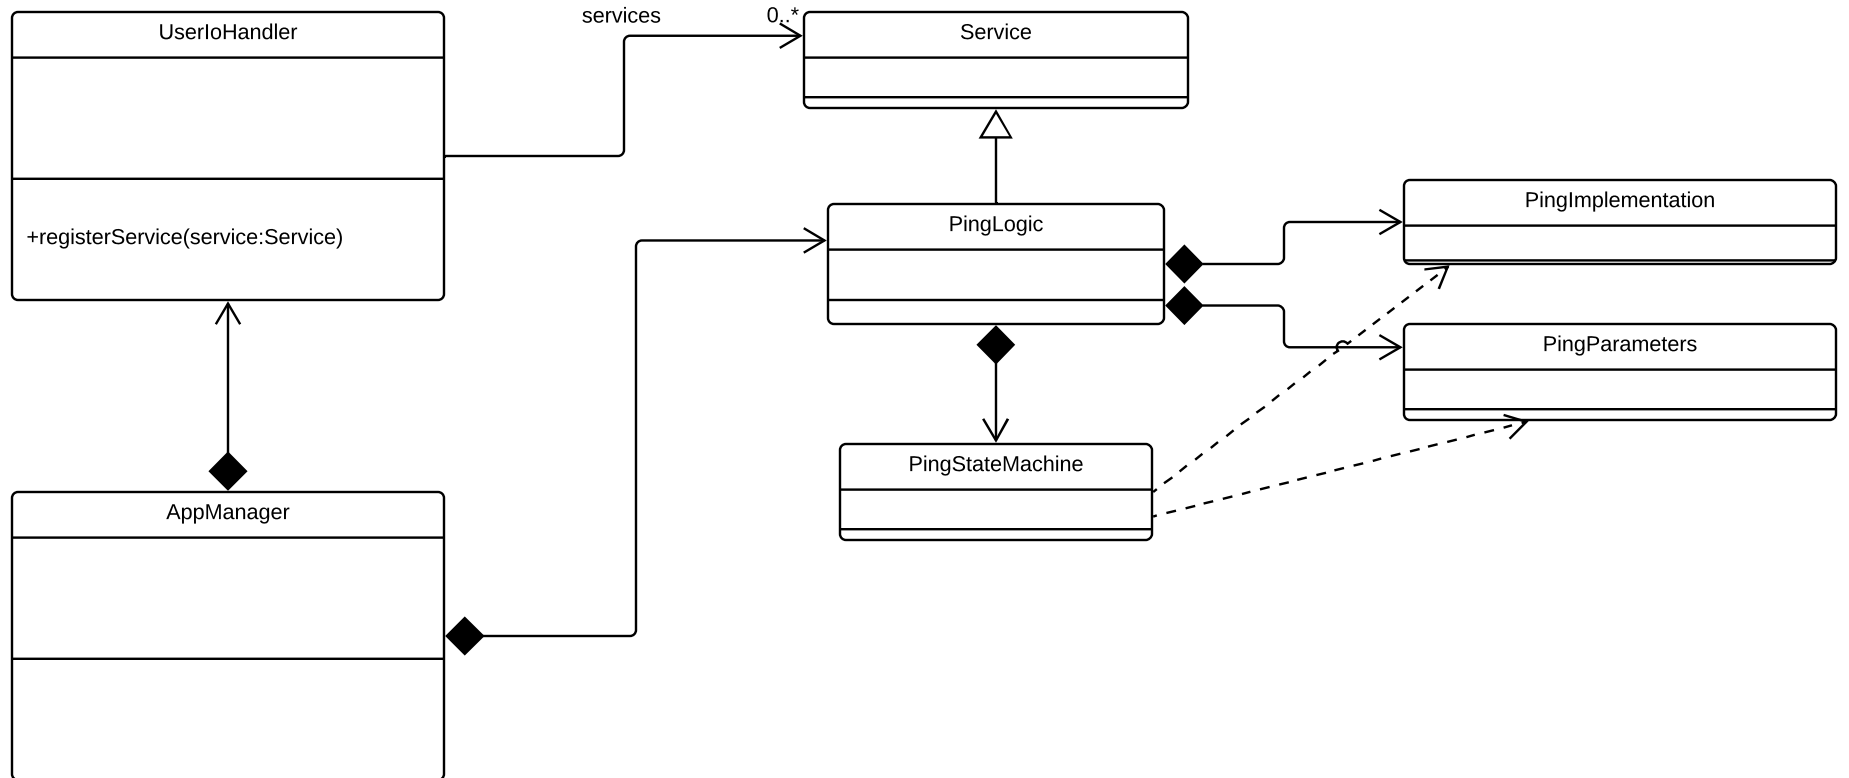 services
0..*
UserIoHandler
Service
+registerService(service:Service)
PingLogic
PingImplementation
PingParameters
PingStateMachine
AppManager